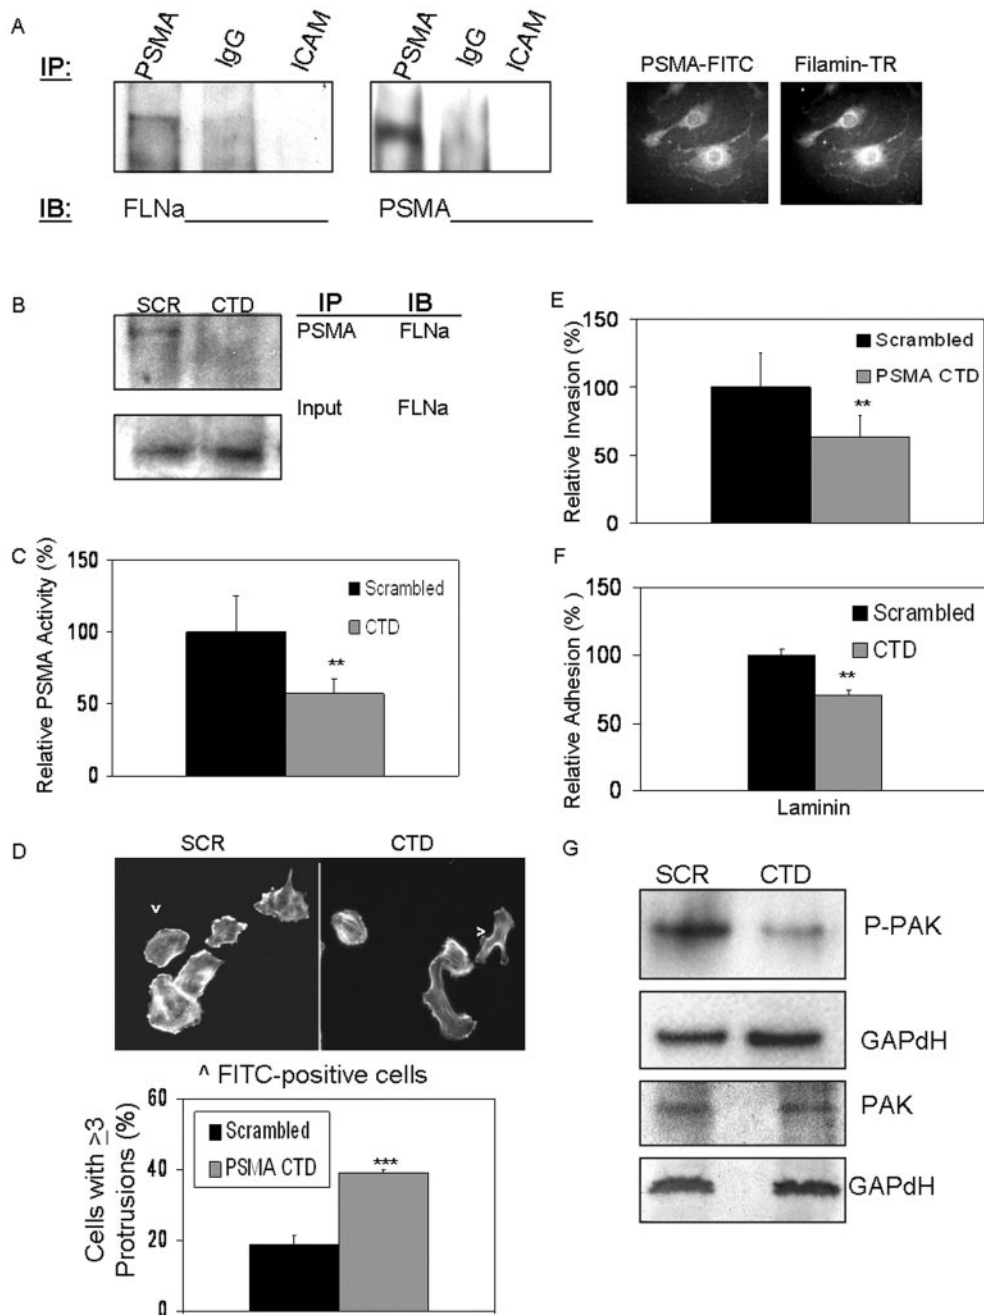 A
IP:
PSMA
IgG
ICAM
PSMA
IgG
ICAM
PSMA-FITC
Filamin-TR
IB:
FLNa
PSMA
B
SCR CTD
IP IB
PSMA FLNa
Input FLNa
C
Relative PSMA Activity (%)
150
100
50
0
Scrambled
CTD
**
D
SCR
CTD
v
>
^ FITC-positive cells
Cells with ≥3
Protrusions (%)
60
40
20
0
Scrambled
PSMA CTD
***
E
Relative Invasion (%)
150
100
50
0
Scrambled
PSMA CTD
**
F
Relative Adhesion (% )
150
100
50
0
Scrambled
CTD
**
Laminin
G
SCR CTD
P-PAK
GAPdH
PAK
GAPdH